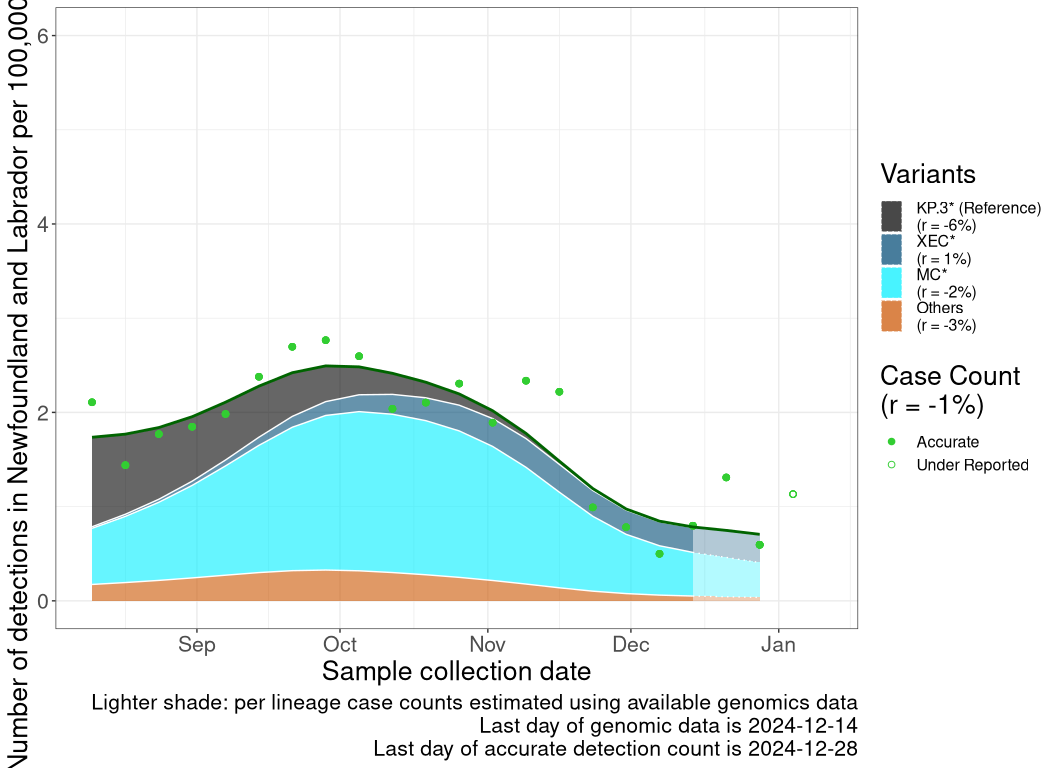 Number of detections in Newfoundland and Labrador per 100,000
6
4
2
0
Sep Oct Nov Dec Jan
Sample collection date
Lighter shade: per lineage case counts estimated using available genomics data
Last day of genomic data is 2024-12-14
Last day of accurate detection count is 2024-12-28
Variants
KP.3* (Reference)
(r = -6%)
XEC*
(r = 1%)
MC*
(r = -2%)
Others
(r = -3%)
Case Count
(r = -1%)
Accurate
Under Reported